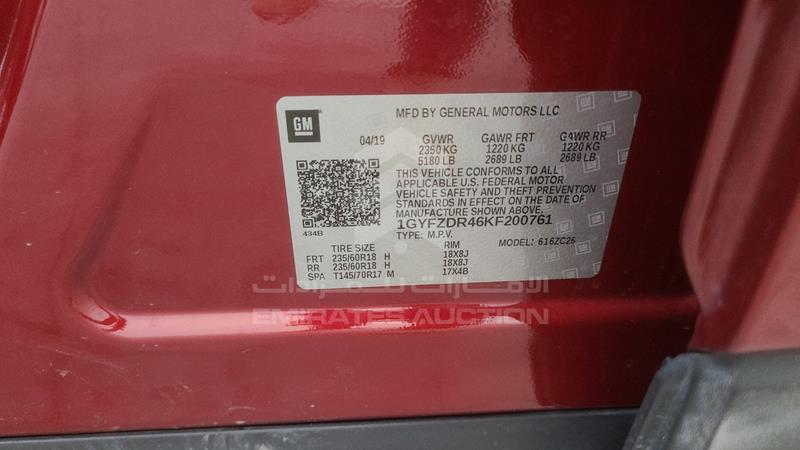 GM
MFD BY GENERAL MOTORS LLC
04/19 GVWR GAWR FRT GAWR RR
2350 KG 1220 KG 1220 KG
5180 LB 2689 LB 2689 LB
THIS VEHICLE CONFORMS TO ALL
APPLICABLE U.S. FEDERAL MOTOR
VEHICLE SAFETY AND THEFT PREVENTION
STANDARDS IN EFFECT ON THE DATE OF
MANUFACTURE SHOWN ABOVE.
1GYFZDR46KF200761
434B TYPE: M.P.V. MODEL: 616ZC26
TIRE SIZE RIM
FRT 235/60R18 H 18X8J
RR 235/60R18 H 18X8J
SPA T145/70R17 M 17X4B
الإمارات للمزادات
EMIRATES AUCTION